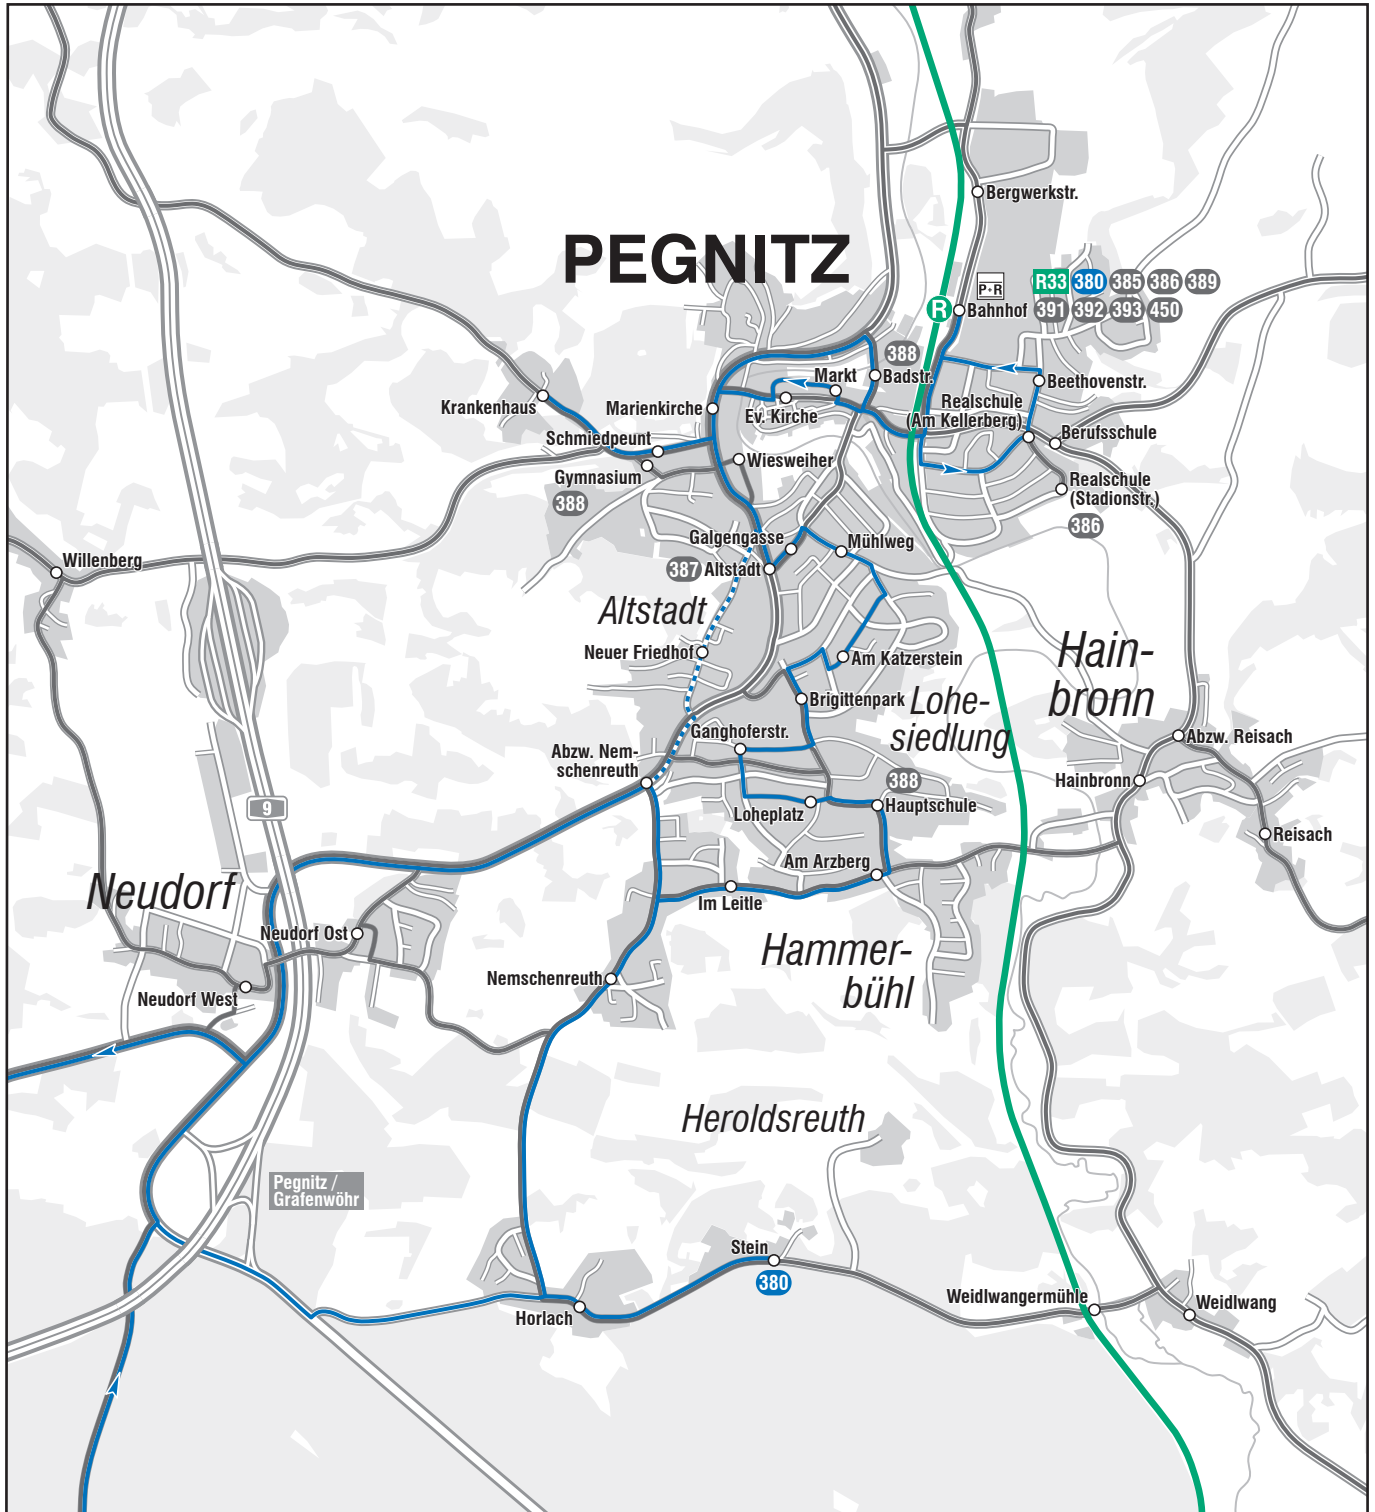 Bergwerkstr.
PEGNITZ
P+R
R33 380 385 386 389
R
Bahnhof
391 392 393 450
388
Markt
Badstr.
Beethovenstr.
Krankenhaus
Marienkirche
Ev. Kirche
Realschule
(Am Kellerberg)
Schmiedpeunt
Berufsschule
Wiesweiher
Gymnasium
388
Realschule
(Stadionstr.)
386
Galgengasse
Mühlweg
Willenberg
387 Altstadt
Altstadt
Neuer Friedhof
Am Katzerstein
Hain-
bronn
Brigittenpark
Lohe-
siedlung
Ganghoferstr.
Abzw. Nem-
schenreuth
Abzw. Reisach
Hainbronn
388
9
Loheplatz
Hauptschule
Reisach
Am Arzberg
Neudorf
Im Leitle
Neudorf Ost
Hammer-
bühl
Nemschenreuth
Neudorf West
Heroldsreuth
Pegnitz /
Grafenwöhr
Stein
380
Weidlwangermühle
Weidlwang
Horlach